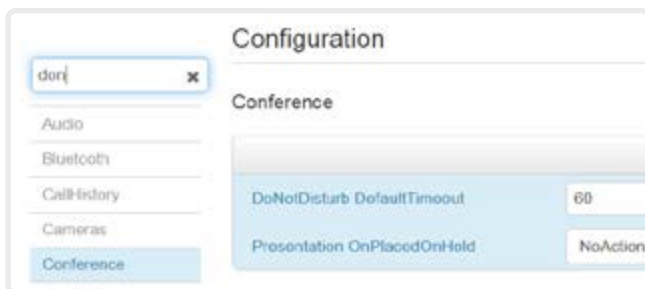 Configuration
don
Conference
Audio
Bluetooth
CallHistory
Cameras
Conference
DoNotDisturb DefaultTimeout
60
Presentation OnPlacedOnHold
NoAction